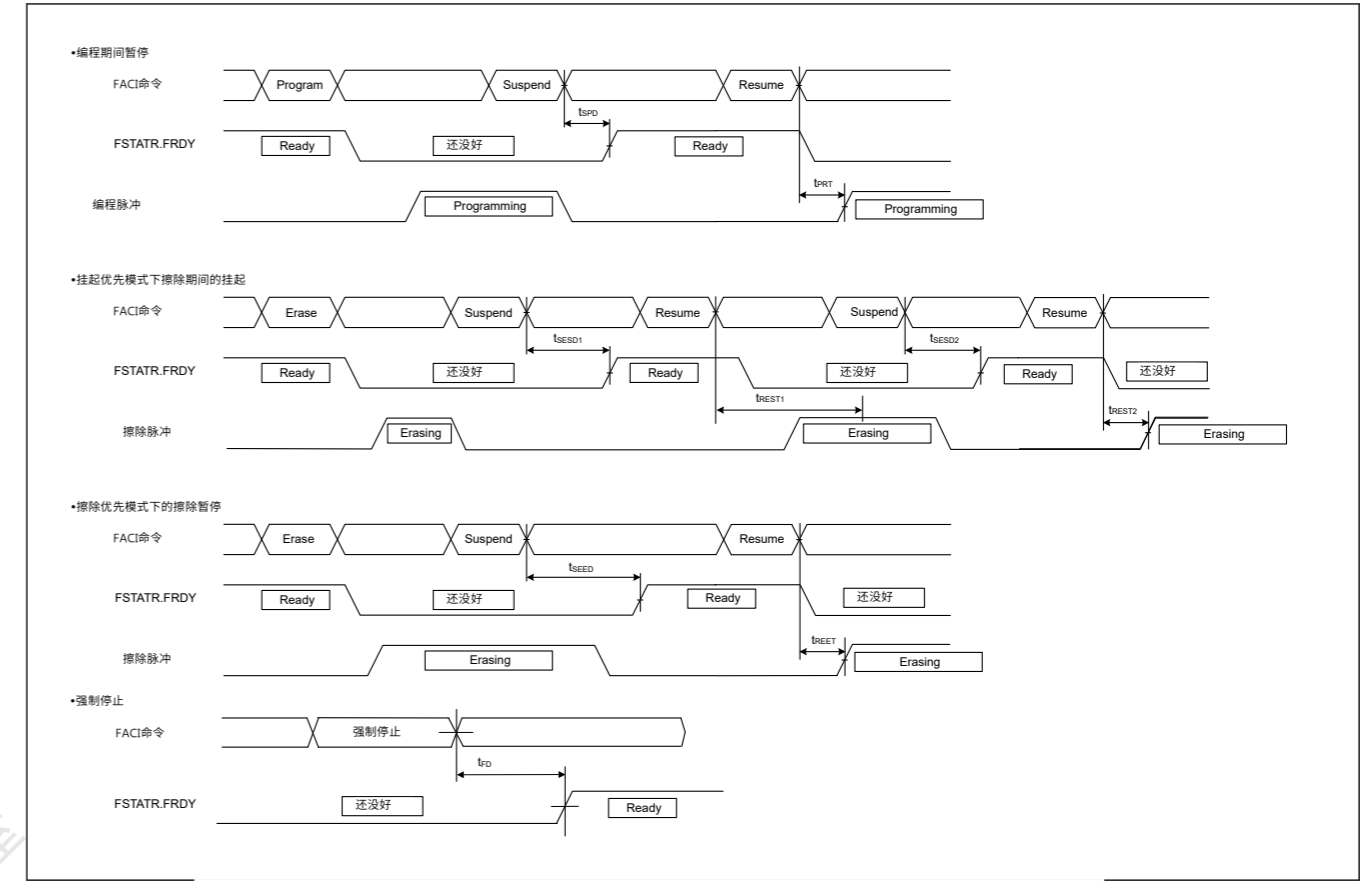 •编程期间暂停
FACI命令 Program Suspend Resume
tSPD
FSTATR.FRDY Ready 还没好 Ready
tPRT
编程脉冲 Programming Programming
•挂起优先模式下擦除期间的挂起
FACI命令 Erase Suspend Resume Suspend Resume
tSESD1 tSESD2
FSTATR.FRDY Ready 还没好 Ready 还没好 Ready 还没好
tREST1 tREST2
擦除脉冲 Erasing Erasing Erasing
•擦除优先模式下的擦除暂停
FACI命令 Erase Suspend Resume
tSEED
FSTATR.FRDY Ready 还没好 Ready 还没好
tREET
擦除脉冲 Erasing Erasing
•强制停止
FACI命令 强制停止
tFD
FSTATR.FRDY 还没好 Ready